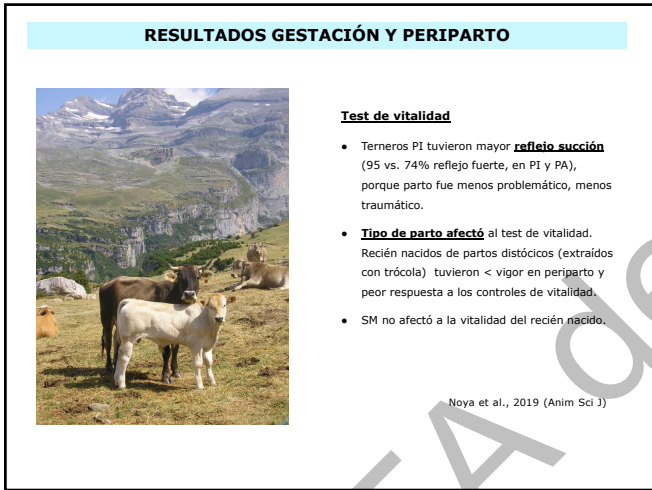 RESULTADOS GESTACIÓN Y PERIPARTO
Test de vitalidad
● Terneros PI tuvieron mayor reflejo succión
(95 vs. 74% reflejo fuerte, en PI y PA),
porque parto fue menos problemático, menos
traumático.
● Tipo de parto afectó al test de vitalidad.
Recién nacidos de partos distócicos (extraídos
con trócola) tuvieron < vigor en periparto y
peor respuesta a los controles de vitalidad.
● SM no afectó a la vitalidad del recién nacido.
Noya et al., 2019 (Anim Sci J)
TA de